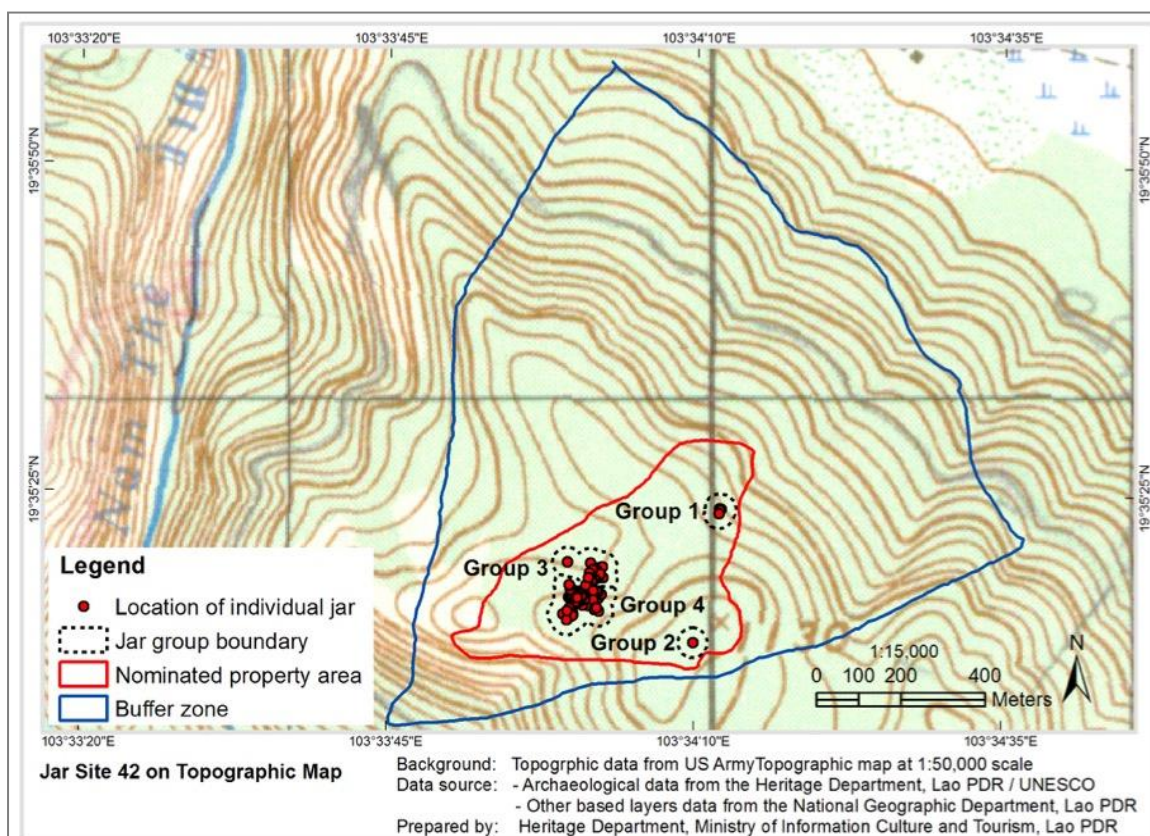 103°33'20"E 103°33'45"E 103°34'10"E 103°34'35"E
19°35'50"N 19°35'50"N
Nam The
19°35'25"N 19°35'25"N
Group 1
Group 3
Group 4
Group 2
Legend
Location of individual jar
Jar group boundary
Nominated property area
Buffer zone
N
1:15,000
0 100 200 400
Meters
103°33'20"E 103°33'45"E 103°34'10"E 103°34'35"E
Jar Site 42 on Topographic Map
Background: Topogrphic data from US ArmyTopographic map at 1:50,000 scale
Data source: - Archaeological data from the Heritage Department, Lao PDR / UNESCO
- Other based layers data from the National Geographic Department, Lao PDR
Prepared by: Heritage Department, Ministry of Information Culture and Tourism, Lao PDR